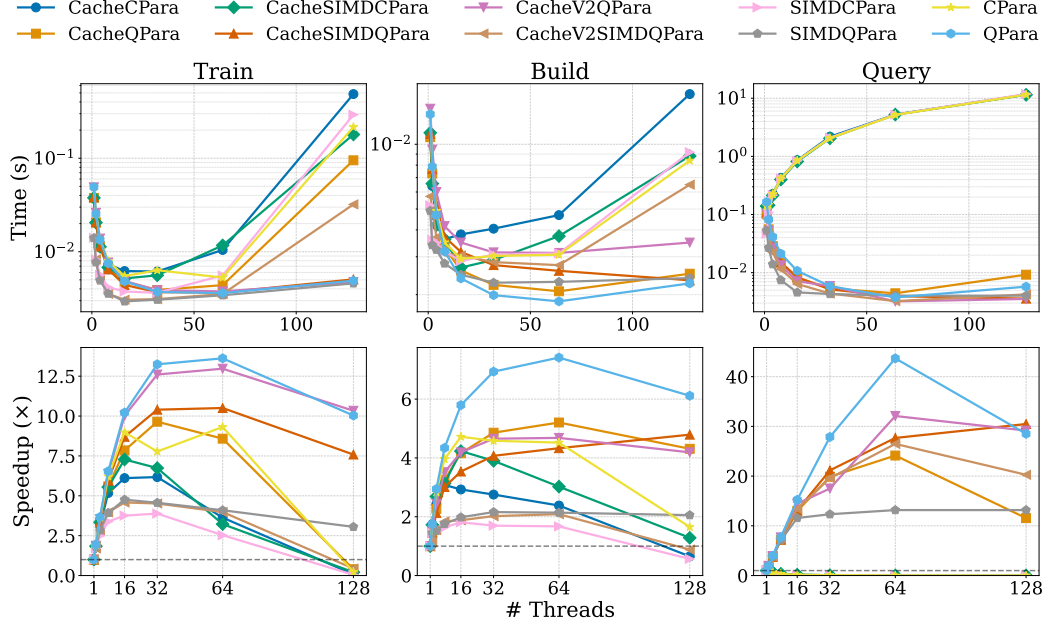 CacheCPara CacheSIMDCPara CacheV2QPara SIMDCPara CPara
CacheQPara CacheSIMDQPara CacheV2SIMDQPara SIMDQPara QPara
Train Build Query
Time (s)
10⁻¹
10⁻²
0 50 100
10⁻²
0 50 100
10¹
10⁰
10⁻¹
10⁻²
0 50 100
Speedup (×)
12.5
10.0
7.5
5.0
2.5
0.0
1 16 32 64 128
6
4
2
0
1 16 32 64 128
40
30
20
10
0
1 16 32 64 128
# Threads